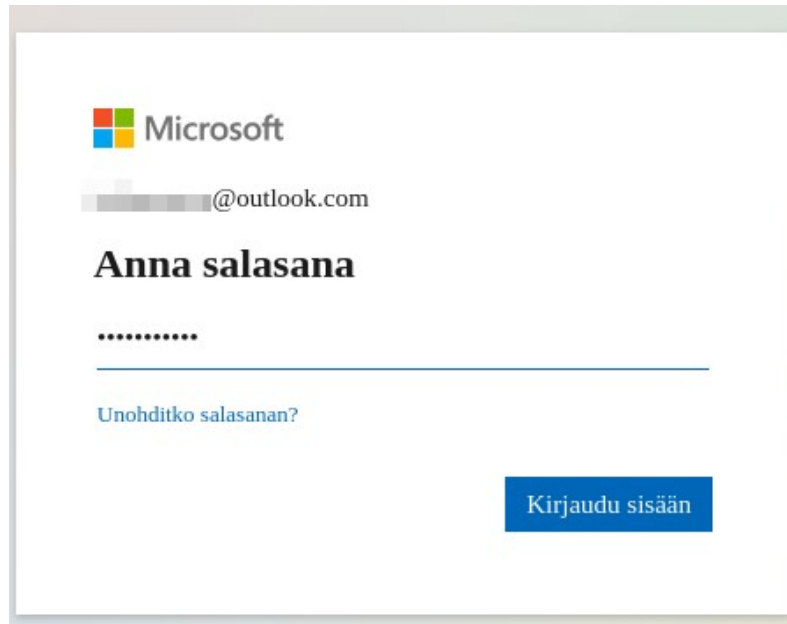 Microsoft
@outlook.com
Anna salasana
•••••••••••
Unohditko salasanan?
Kirjaudu sisään